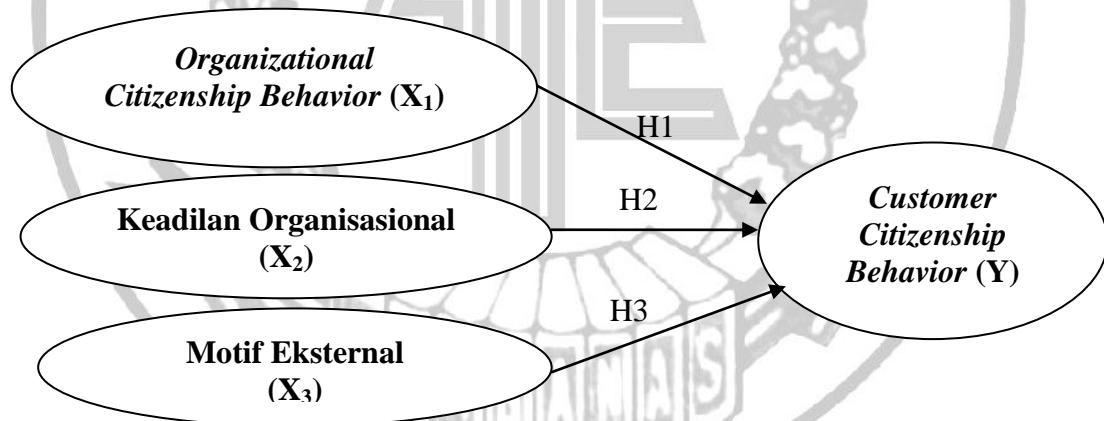 Organizational
Citizenship Behavior (X₁)
H1
Keadilan Organisasional
(X₂)
H2
Customer
Citizenship
Behavior (Y)
H3
Motif Eksternal
(X₃)